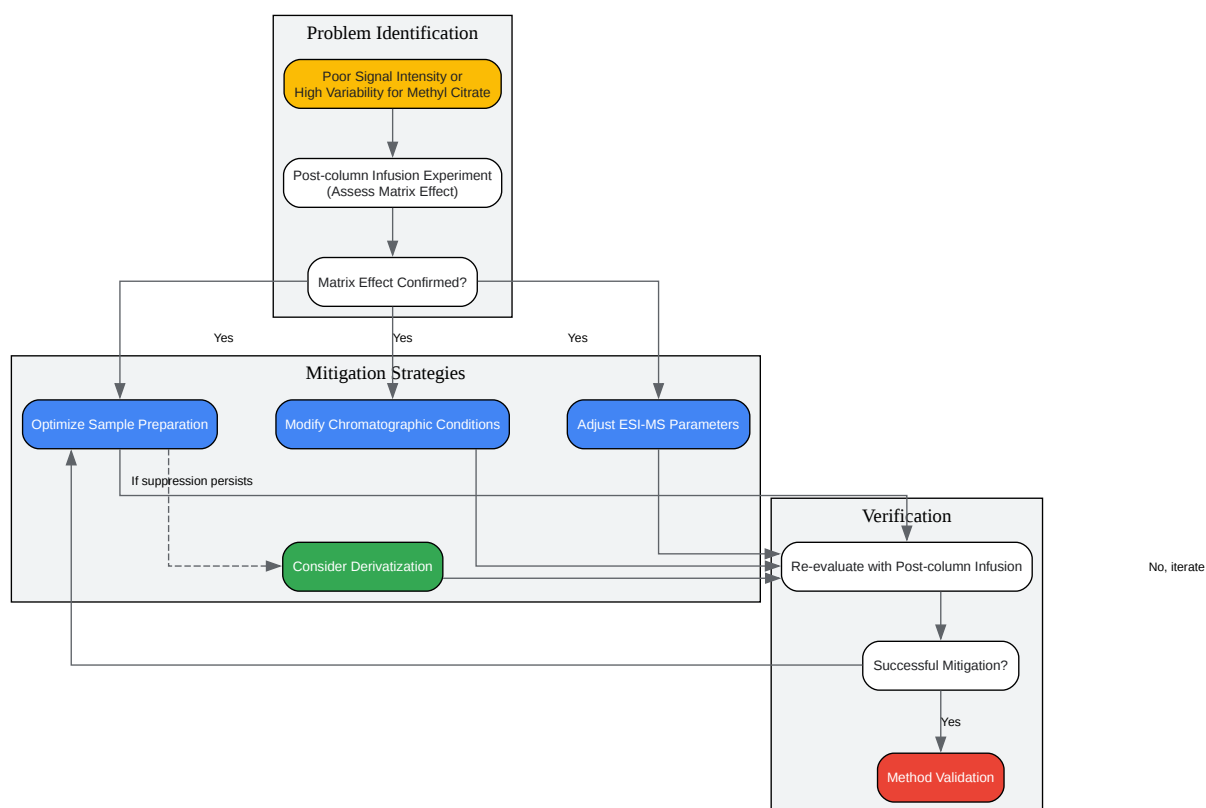 Problem Identification
Poor Signal Intensity or
High Variability for Methyl Citrate
Post-column Infusion Experiment
(Assess Matrix Effect)
Matrix Effect Confirmed?
Yes
Yes
Yes
Mitigation Strategies
Optimize Sample Preparation
Modify Chromatographic Conditions
Adjust ESI-MS Parameters
If suppression persists
Consider Derivatization
Verification
Re-evaluate with Post-column Infusion
No, iterate
Successful Mitigation?
Yes
Method Validation